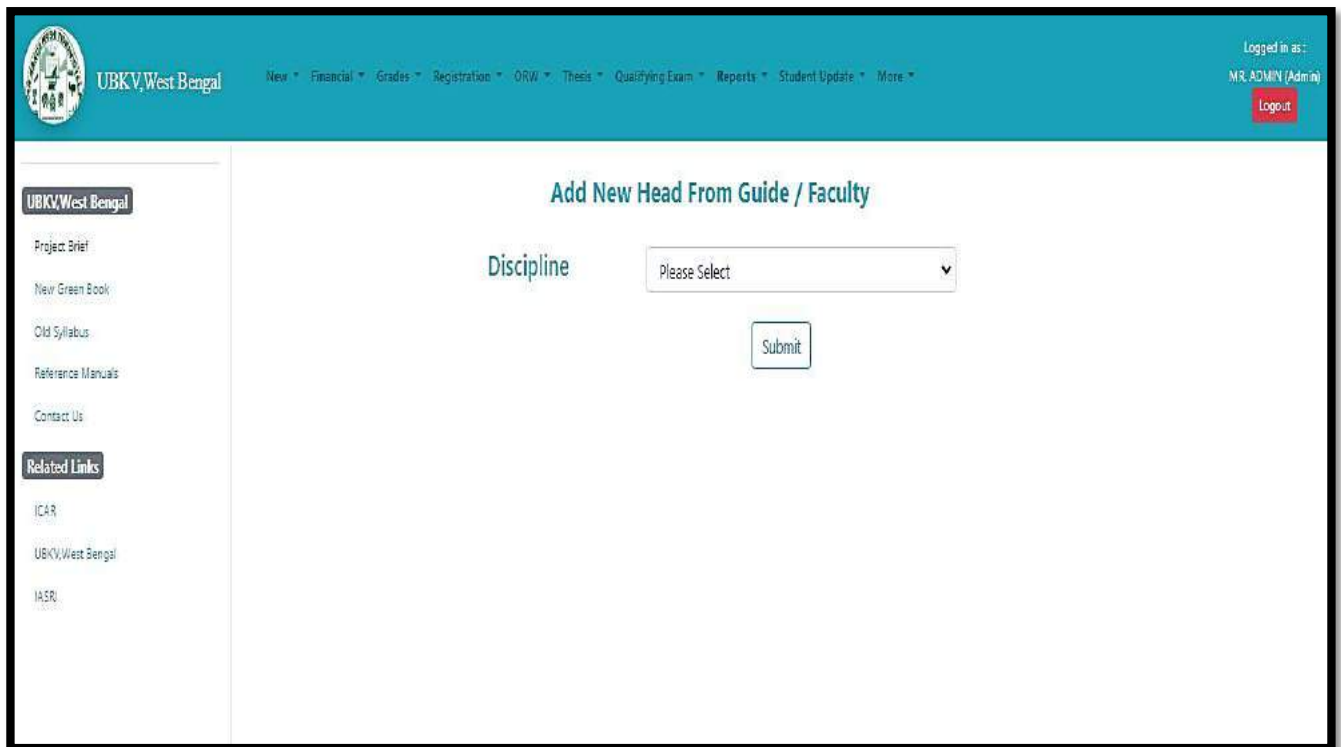 UBKV,West Bengal
New Financial Grades Registration ORW Thesis Qualifying Exam Reports Student Update More
Logged in as :
MR. ADMIN (Admin)
Logout
UBKV,West Bengal
Project Brief
New Green Book
Old Syllabus
Reference Manuals
Contact Us
Related Links
ICAR
UBKV,West Bengal
IASRI
Add New Head From Guide / Faculty
Discipline Please Select
Submit